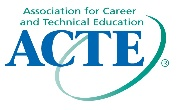 Association for Career
and Technical Education
ACTE®